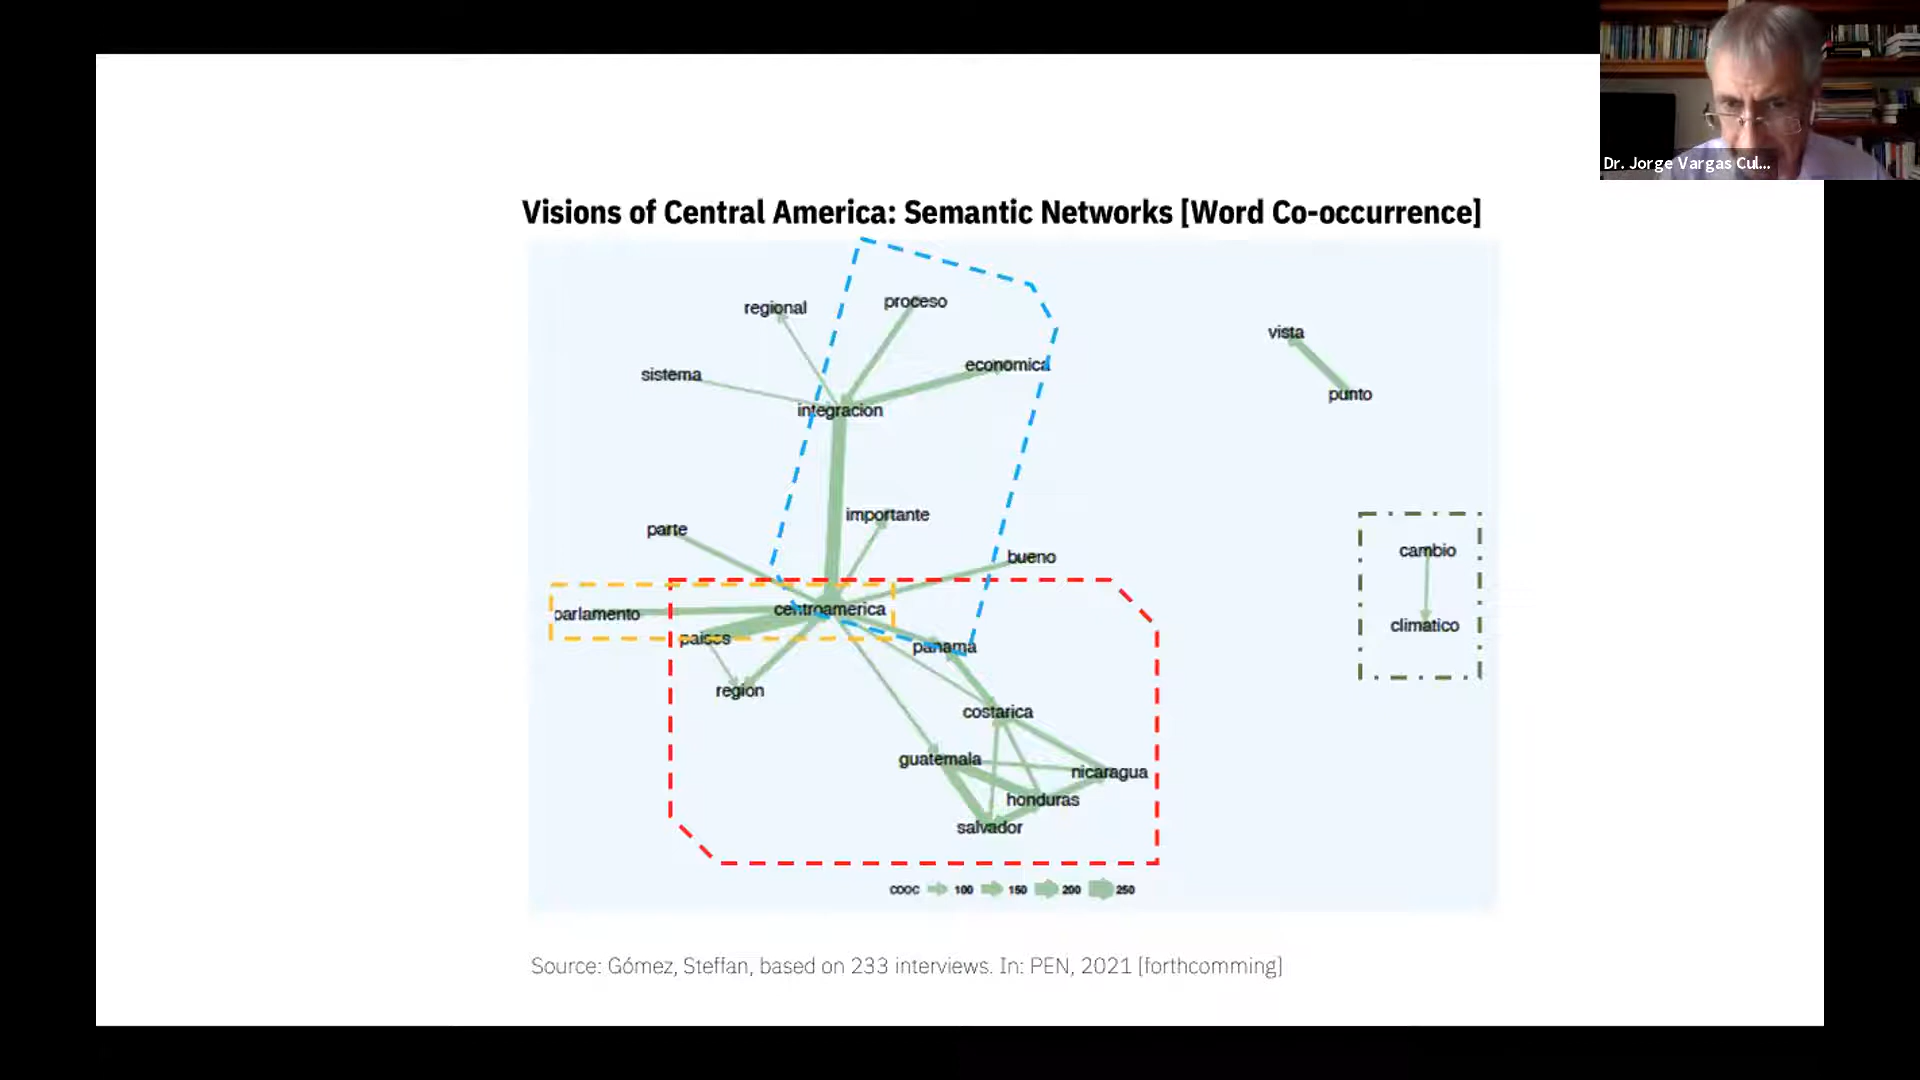 Dr. Jorge Vargas Cul...
Visions of Central America: Semantic Networks [Word Co-occurrence]
regional
proceso
vista
sistema
economica
punto
integracion
parte
importante
bueno
cambio
parlamento
centroamerica
climatico
paises
panama
region
costarica
guatemala
nicaragua
honduras
salvador
COOC 100 150 200 250
Source: Gómez, Steffan, based on 233 interviews. In: PEN, 2021 [forthcomming]